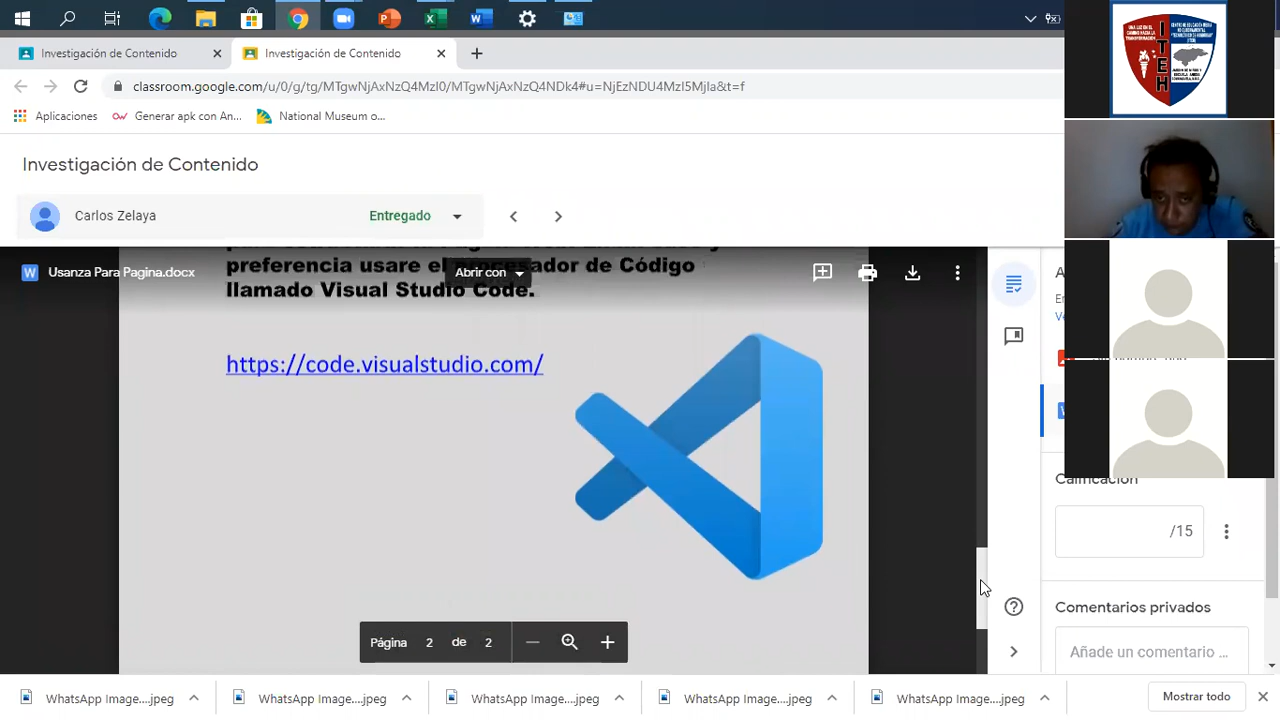 Investigación de Contenido
Investigación de Contenido
classroom.google.com/u/0/g/tg/MTgwNjAxNzQ4MzI0/MTgwNjAxNzQ4NDk4#u=NjEzNDU4MzI5MjIa&t=f
Aplicaciones
Generar apk con An...
National Museum o...
Investigación de Contenido
Carlos Zelaya
Entregado
Usanza Para Pagina.docx
Abrir con
preferencia usare el procesador de Código
llamado Visual Studio Code.
https://code.visualstudio.com/
Página 2 de 2
Calificación
/15
Comentarios privados
Añade un comentario ...
WhatsApp Image....jpeg
WhatsApp Image....jpeg
WhatsApp Image....jpeg
WhatsApp Image....jpeg
WhatsApp Image....jpeg
Mostrar todo
ITEH